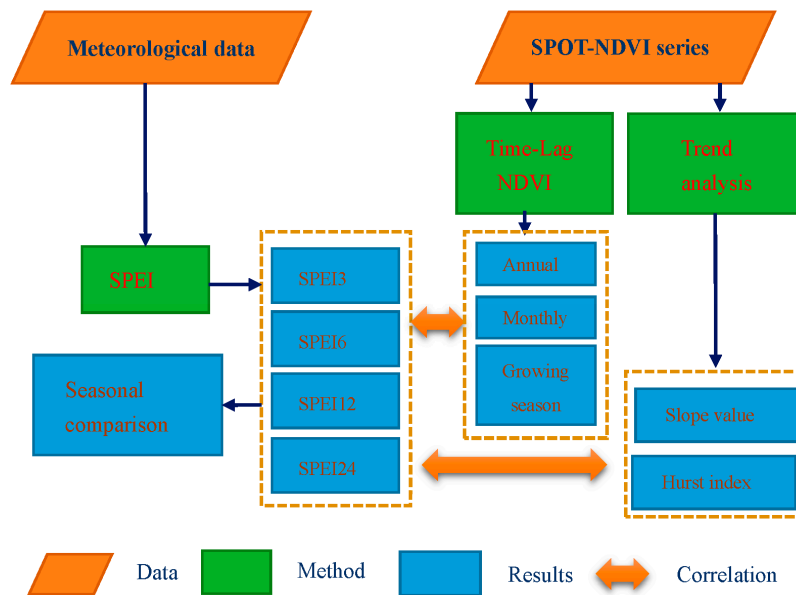 Meteorological data
SPOT-NDVI series
Time-Lag
NDVI
Trend
analysis
SPEI
SPEI3
SPEI6
SPEI12
SPEI24
Annual
Monthly
Growing
season
Seasonal
comparison
Slope value
Hurst index
Data
Method
Results
Correlation